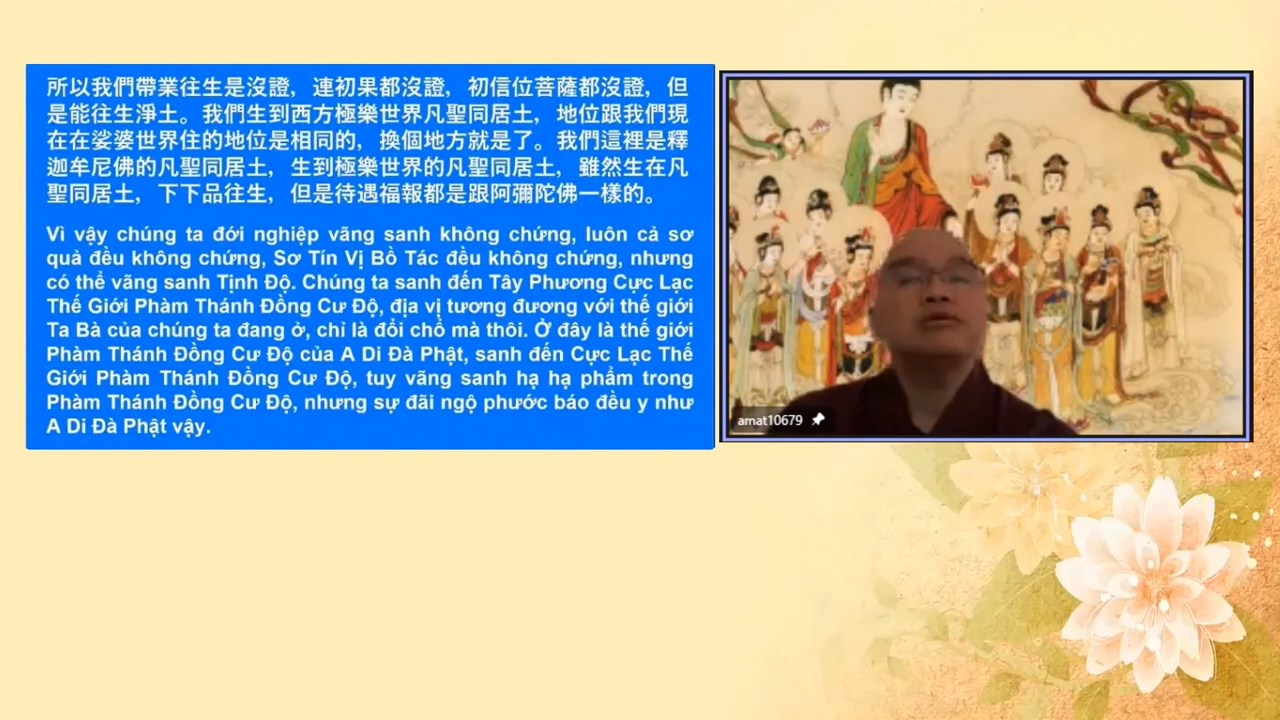 所以我們帶業往生是沒證，連初果都沒證，初信位菩薩都沒證，但
是能往生淨土。我們生到西方極樂世界凡聖同居土，地位跟我們現
在在娑婆世界住的地位是相同的，換個地方就是了。我們這裡是釋
迦牟尼佛的凡聖同居土，生到極樂世界的凡聖同居土，雖然生在凡
聖同居土，下下品往生，但是待遇福報都是跟阿彌陀佛一樣的。
Vì vậy chúng ta đới nghiệp vãng sanh không chứng, luôn cả sơ
quả đều không chứng, Sơ Tín Vị Bồ Tác đều không chứng, nhưng
có thể vãng sanh Tịnh Độ. Chúng ta sanh đến Tây Phương Cực Lạc
Thế Giới Phàm Thánh Đồng Cư Độ, địa vị tương đương với thế giới
Ta Bà của chúng ta đang ở, chỉ là đổi chổ mà thôi. Ở đây là thế giới
Phàm Thánh Đồng Cư Độ của A Di Đà Phật, sanh đến Cực Lạc Thế
Giới Phàm Thánh Đồng Cư Độ, tuy vãng sanh hạ hạ phẩm trong
Phàm Thánh Đồng Cư Độ, nhưng sự đãi ngộ phước báo đều y như
A Di Đà Phật vậy.
amat10679